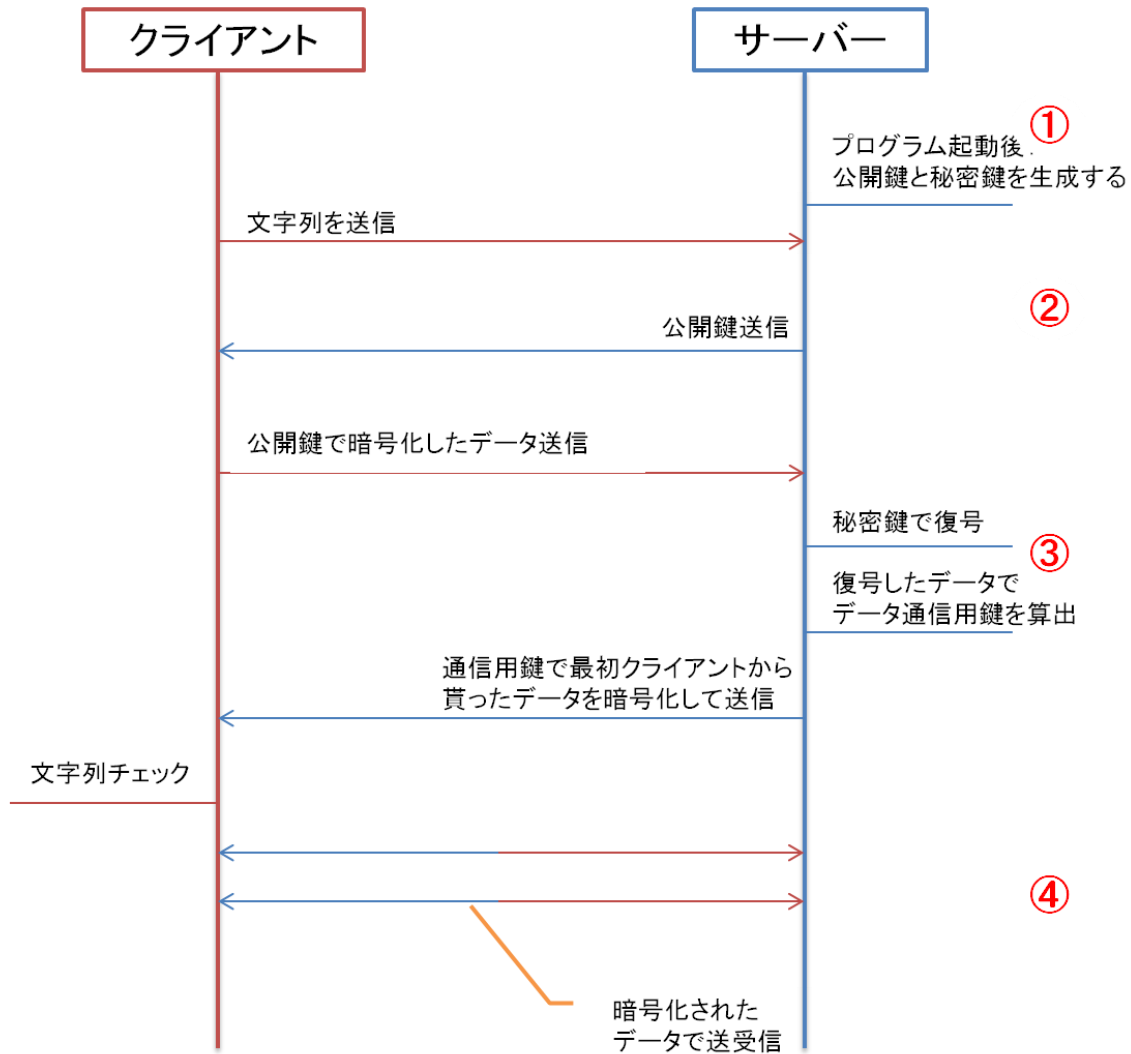 クライアント
サーバー
①
プログラム起動後.
公開鍵と秘密鍵を生成する
文字列を送信
②
公開鍵送信
公開鍵で暗号化したデータ送信
秘密鍵で復号
③
復号したデータで
データ通信用鍵を算出
通信用鍵で最初クライアントから
貰ったデータを暗号化して送信
文字列チェック
④
暗号化された
データで送受信